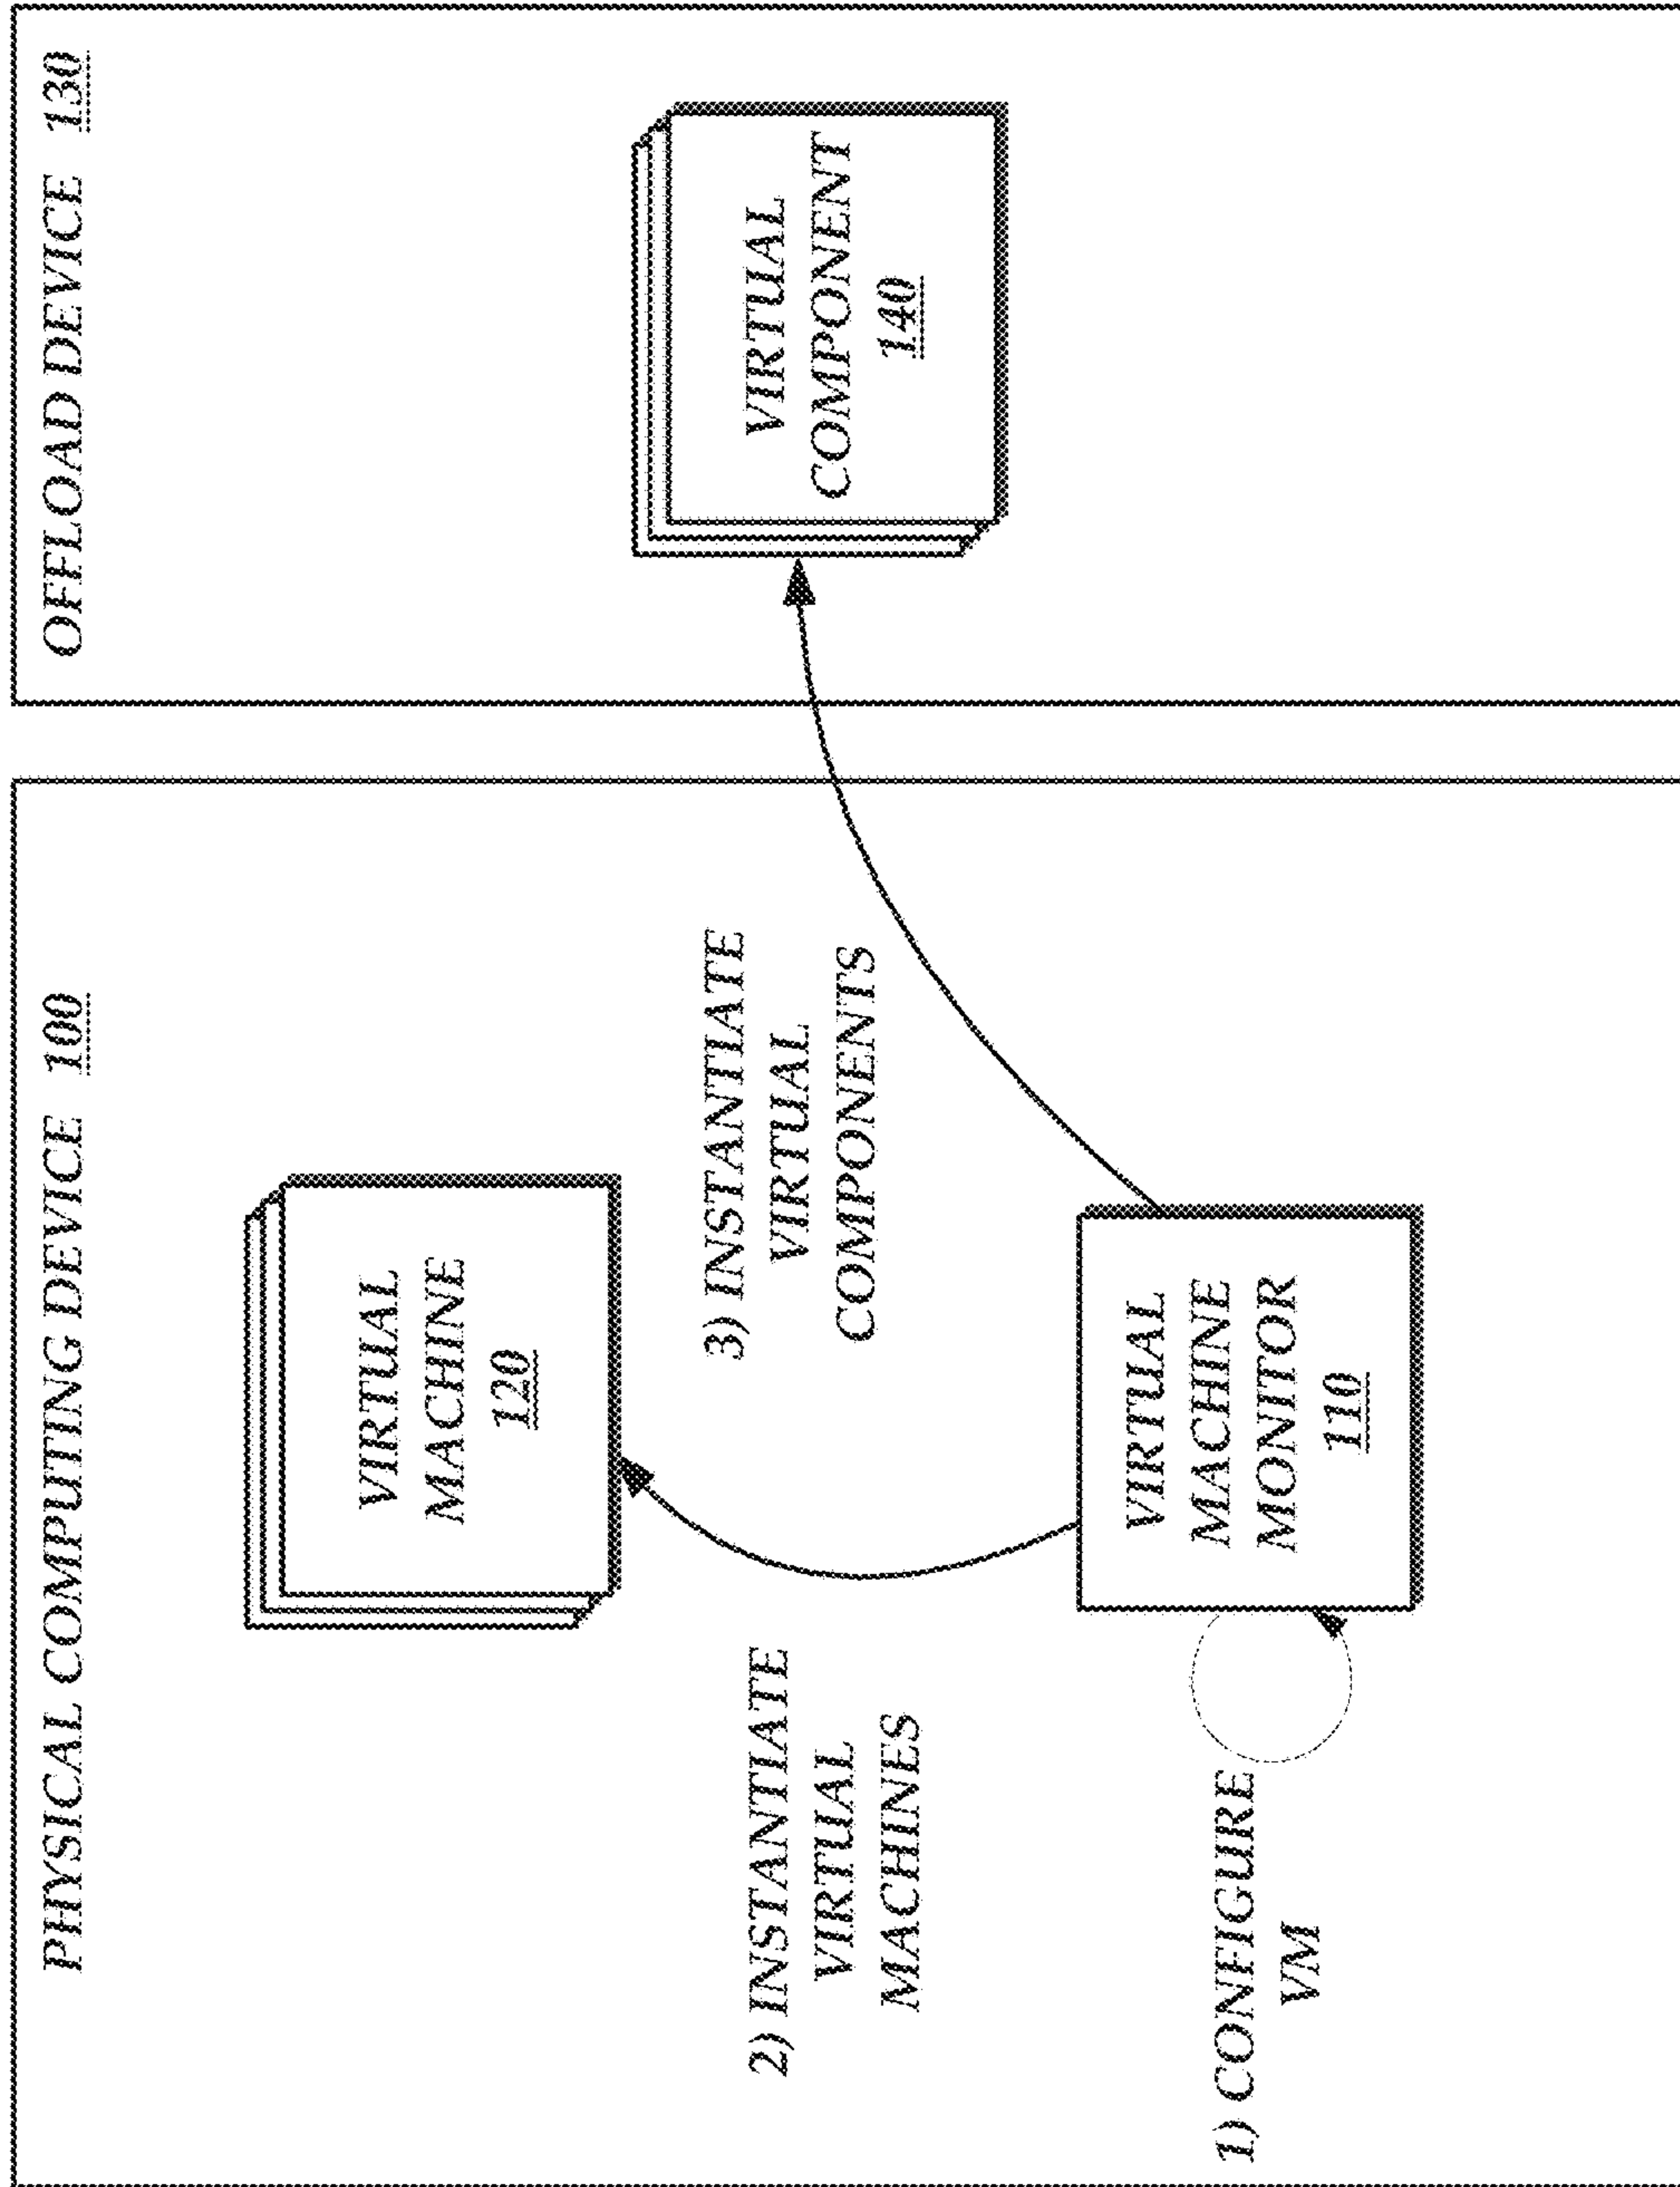 PHYSICAL COMPUTING DEVICE 100
OFFLOAD DEVICE 130
VIRTUAL
MACHINE
120
2) INSTANTIATE
VIRTUAL
MACHINES
3) INSTANTIATE
VIRTUAL
COMPONENTS
VIRTUAL
COMPONENT
140
1) CONFIGURE
VM
VIRTUAL
MACHINE
MONITOR
110